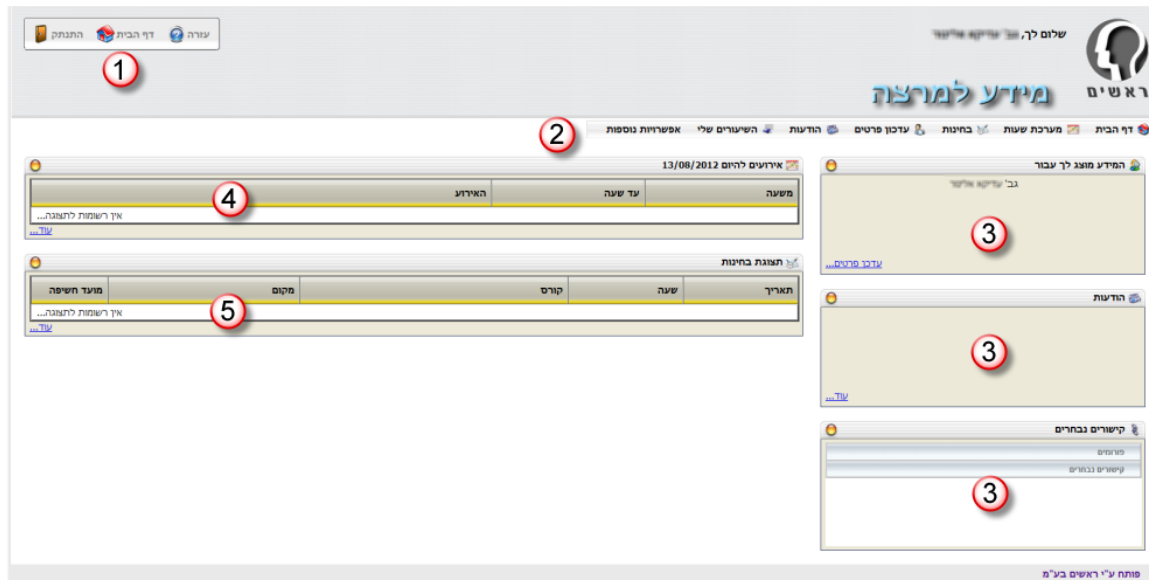 עזרה דף הבית התנתק
1
שלום לך,
ראשים
מידע למרצה
דף הבית מערכת שעות בחינות עדכון פרטים הודעות השיעורים שלי אפשרויות נוספות
2
המידע מוצג לך עבור
גב'
3
עדכן פרטים...
הודעות
3
עוד...
קישורים נבחרים
פורומים
קישורים נבחרים
3
אירועים להיום 13/08/2012
משעה עד שעה האירוע
4
אין רשומות לתצוגה...
עוד...
תצוגת בחינות
תאריך שעה קורס מקום מועד חשיפה
5
אין רשומות לתצוגה...
עוד...
פותח ע"י ראשים בע"מ